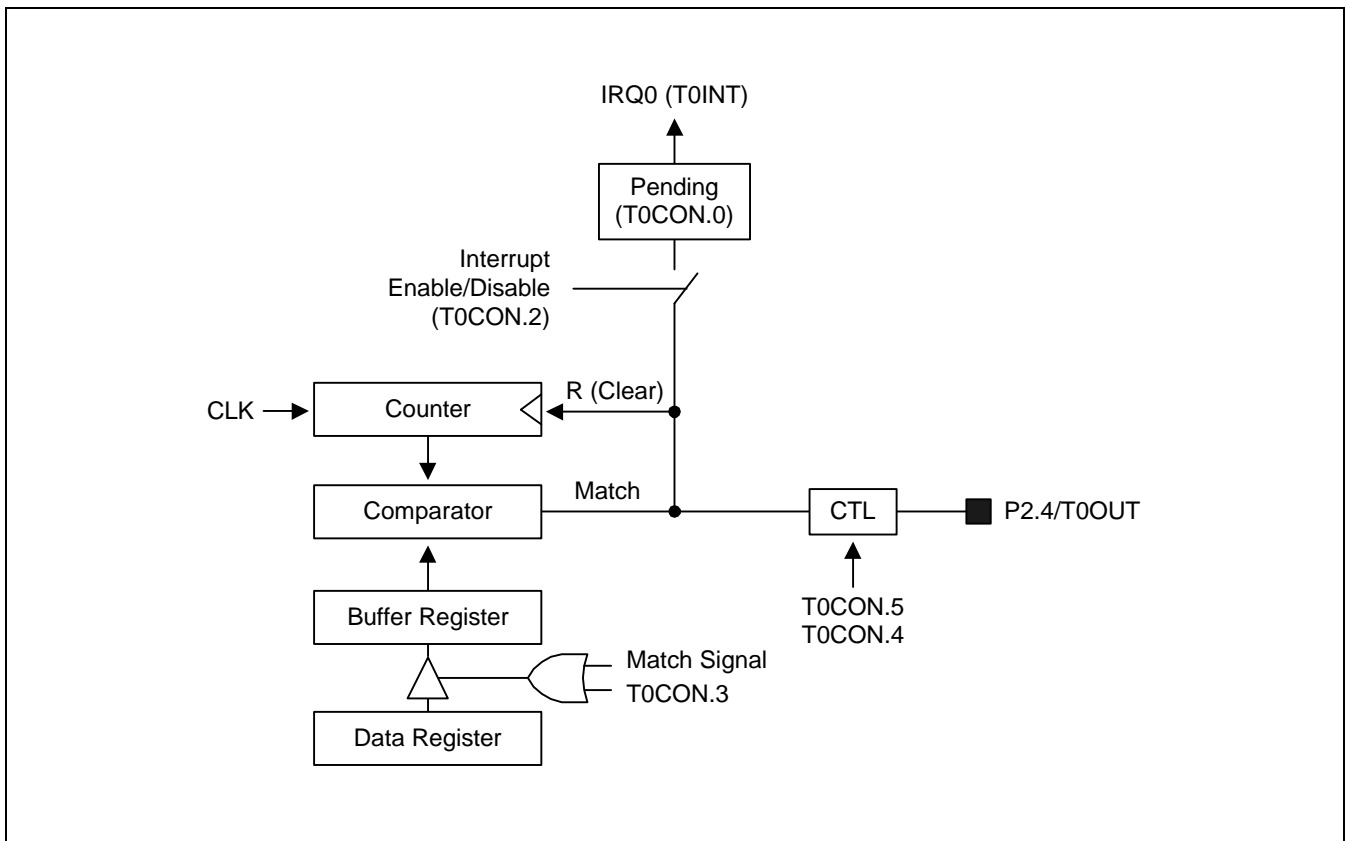 IRQ0 (T0INT)
Pending
(T0CON.0)
Interrupt
Enable/Disable
(T0CON.2)
R (Clear)
CLK
Counter
Match
Comparator
CTL
P2.4/T0OUT
T0CON.5
T0CON.4
Buffer Register
Match Signal
T0CON.3
Data Register